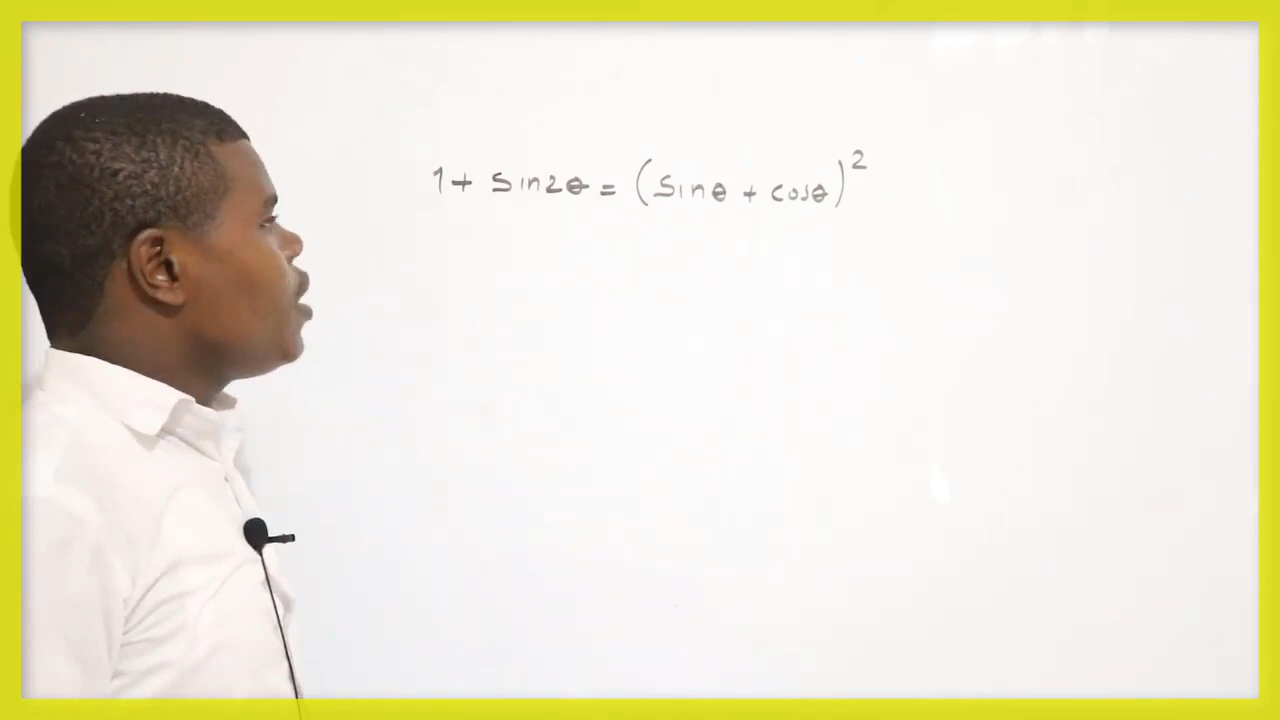 1 + sin2θ = (sinθ + cosθ)²